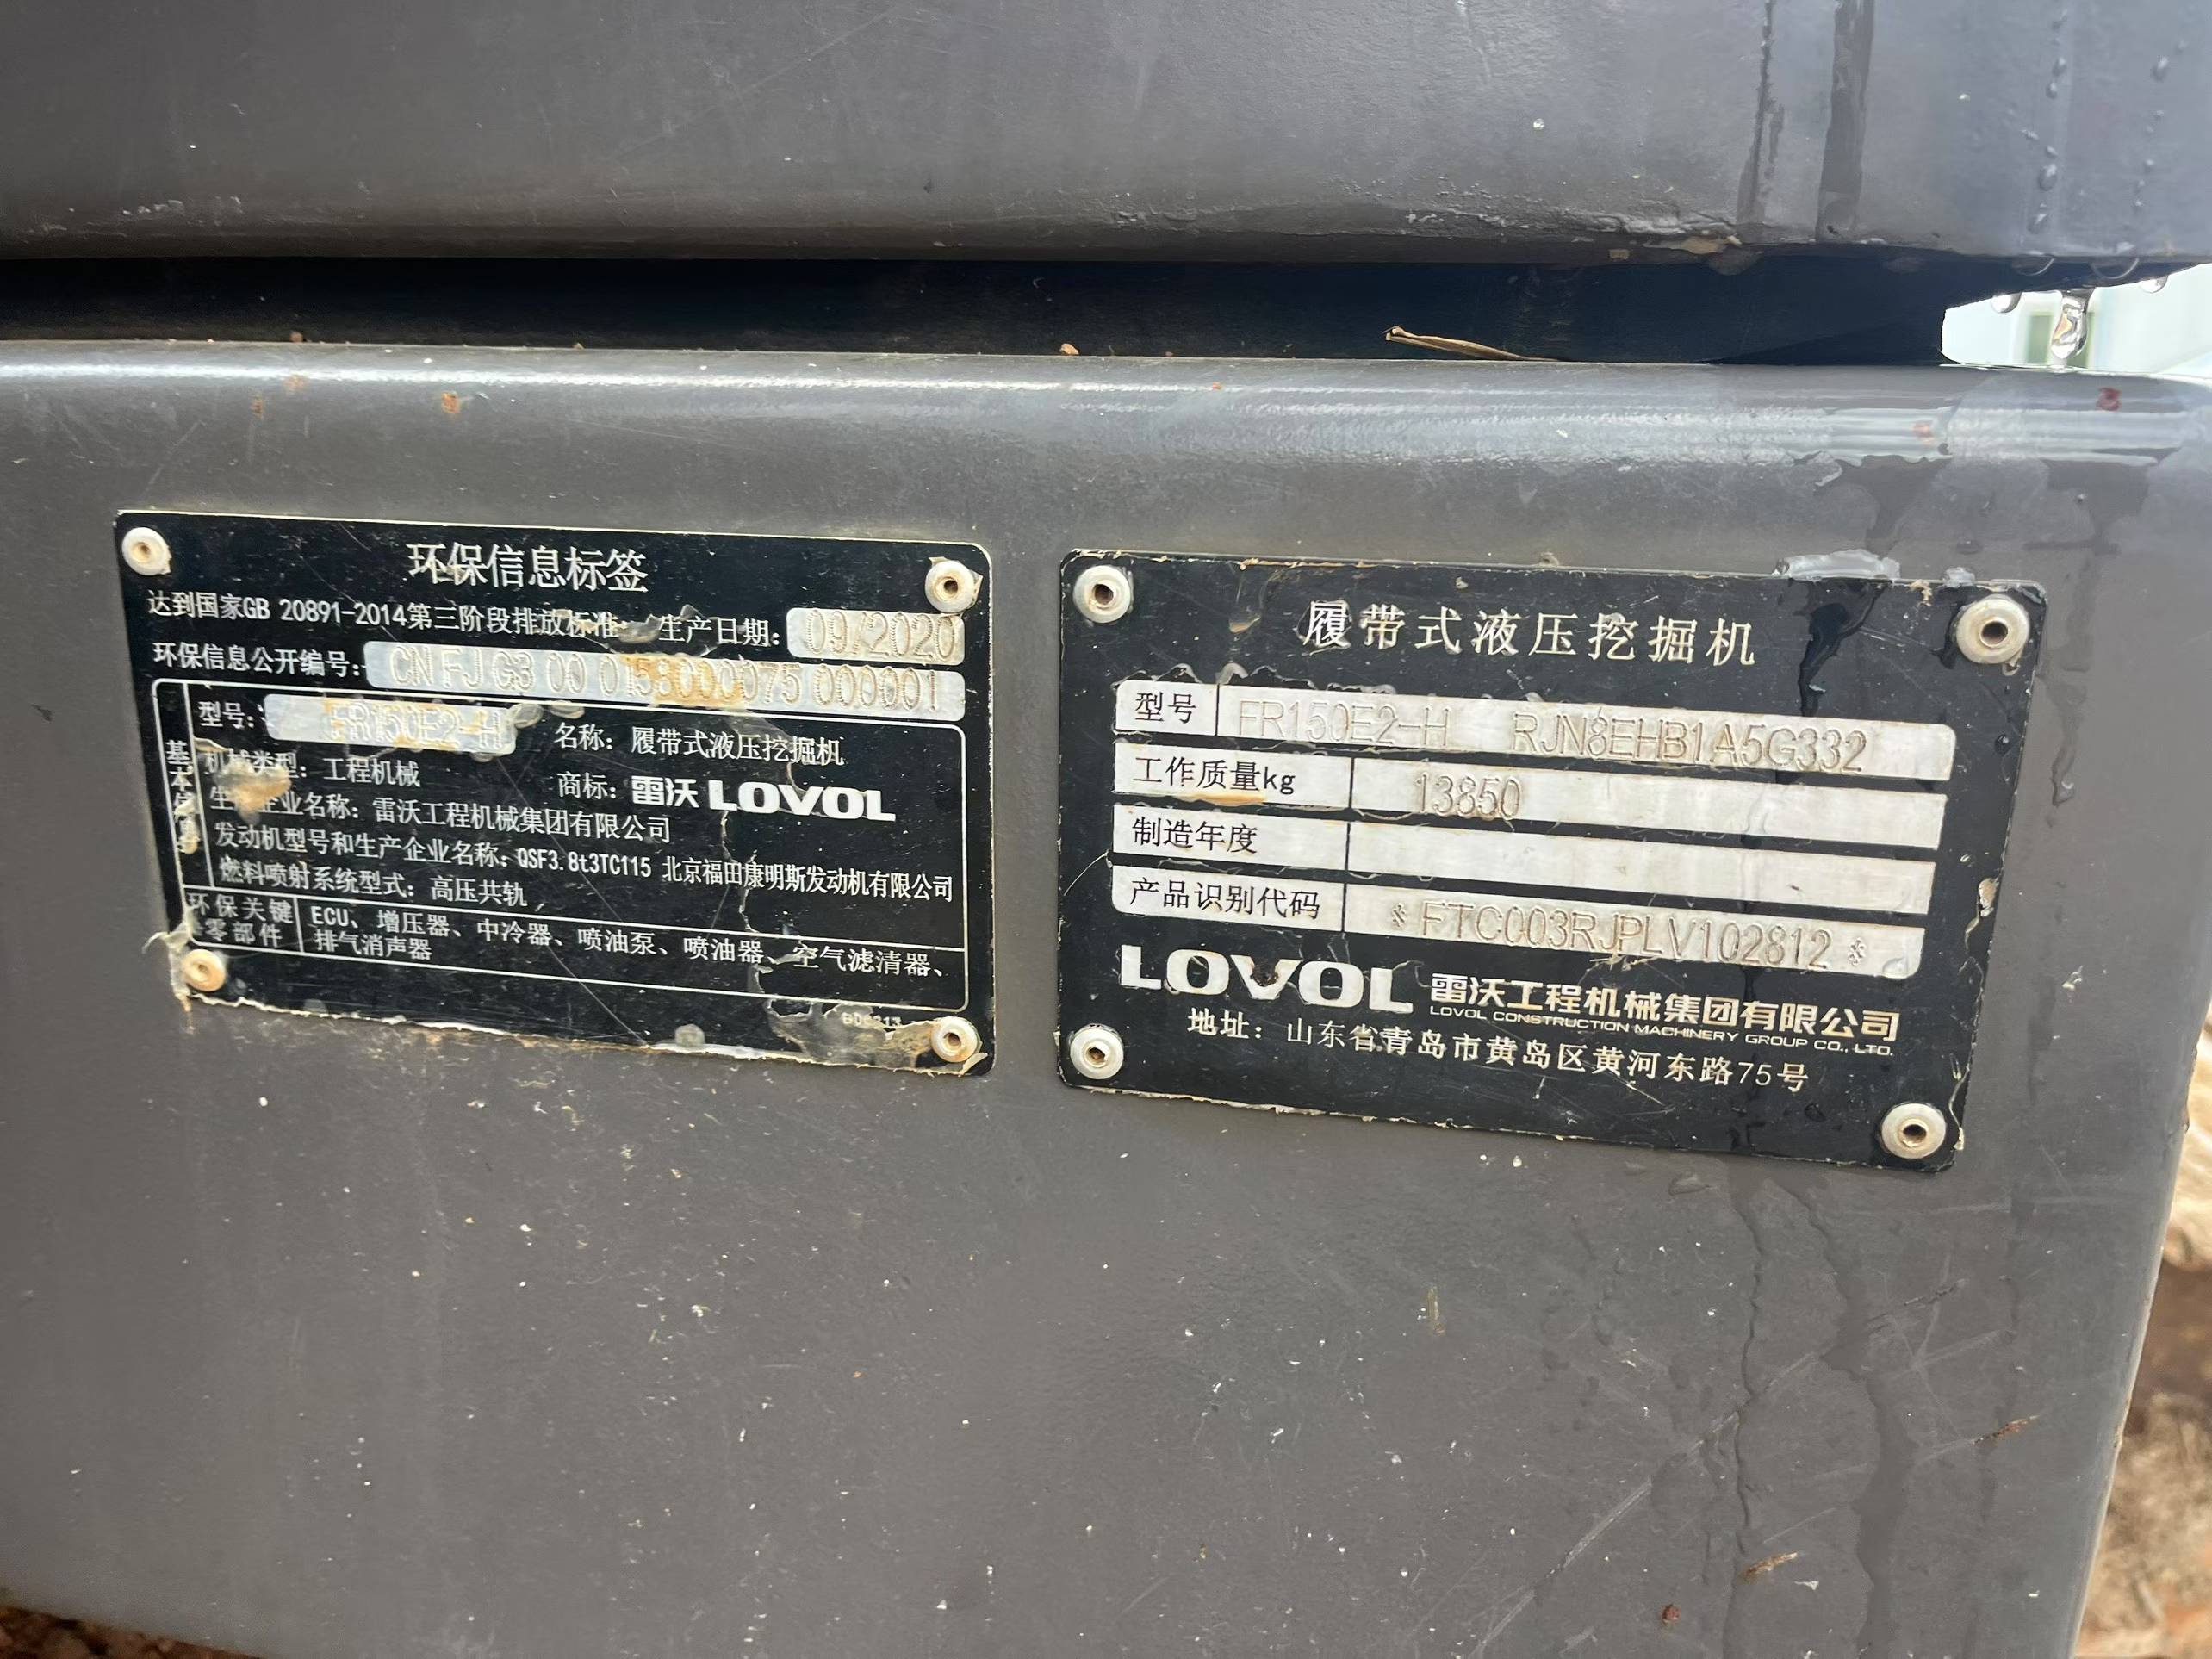 环保信息标签
达到国家GB 20891-2014第三阶段排放标准 生产日期: 09/2020
环保信息公开编号: CN FJ G3 00 0158000075 000001
基本信息
型号: FR150E2-H 名称: 履带式液压挖掘机
机械类型: 工程机械 商标: 雷沃 LOVOL
生产企业名称: 雷沃工程机械集团有限公司
发动机型号和生产企业名称: QSF3.8t3TC115 北京福田康明斯发动机有限公司
燃料喷射系统型式: 高压共轨
环保关键零部件
ECU、增压器、中冷器、喷油泵、喷油器、空气滤清器、
排气消声器
履带式液压挖掘机
型号 FR150E2-H RJN8EHB1A5G332
工作质量kg 13850
制造年度
产品识别代码 *FTC003RJPLV102812*
LOVOL 雷沃工程机械集团有限公司
LOVOL CONSTRUCTION MACHINERY GROUP CO., LTD.
地址: 山东省青岛市黄岛区黄河东路75号